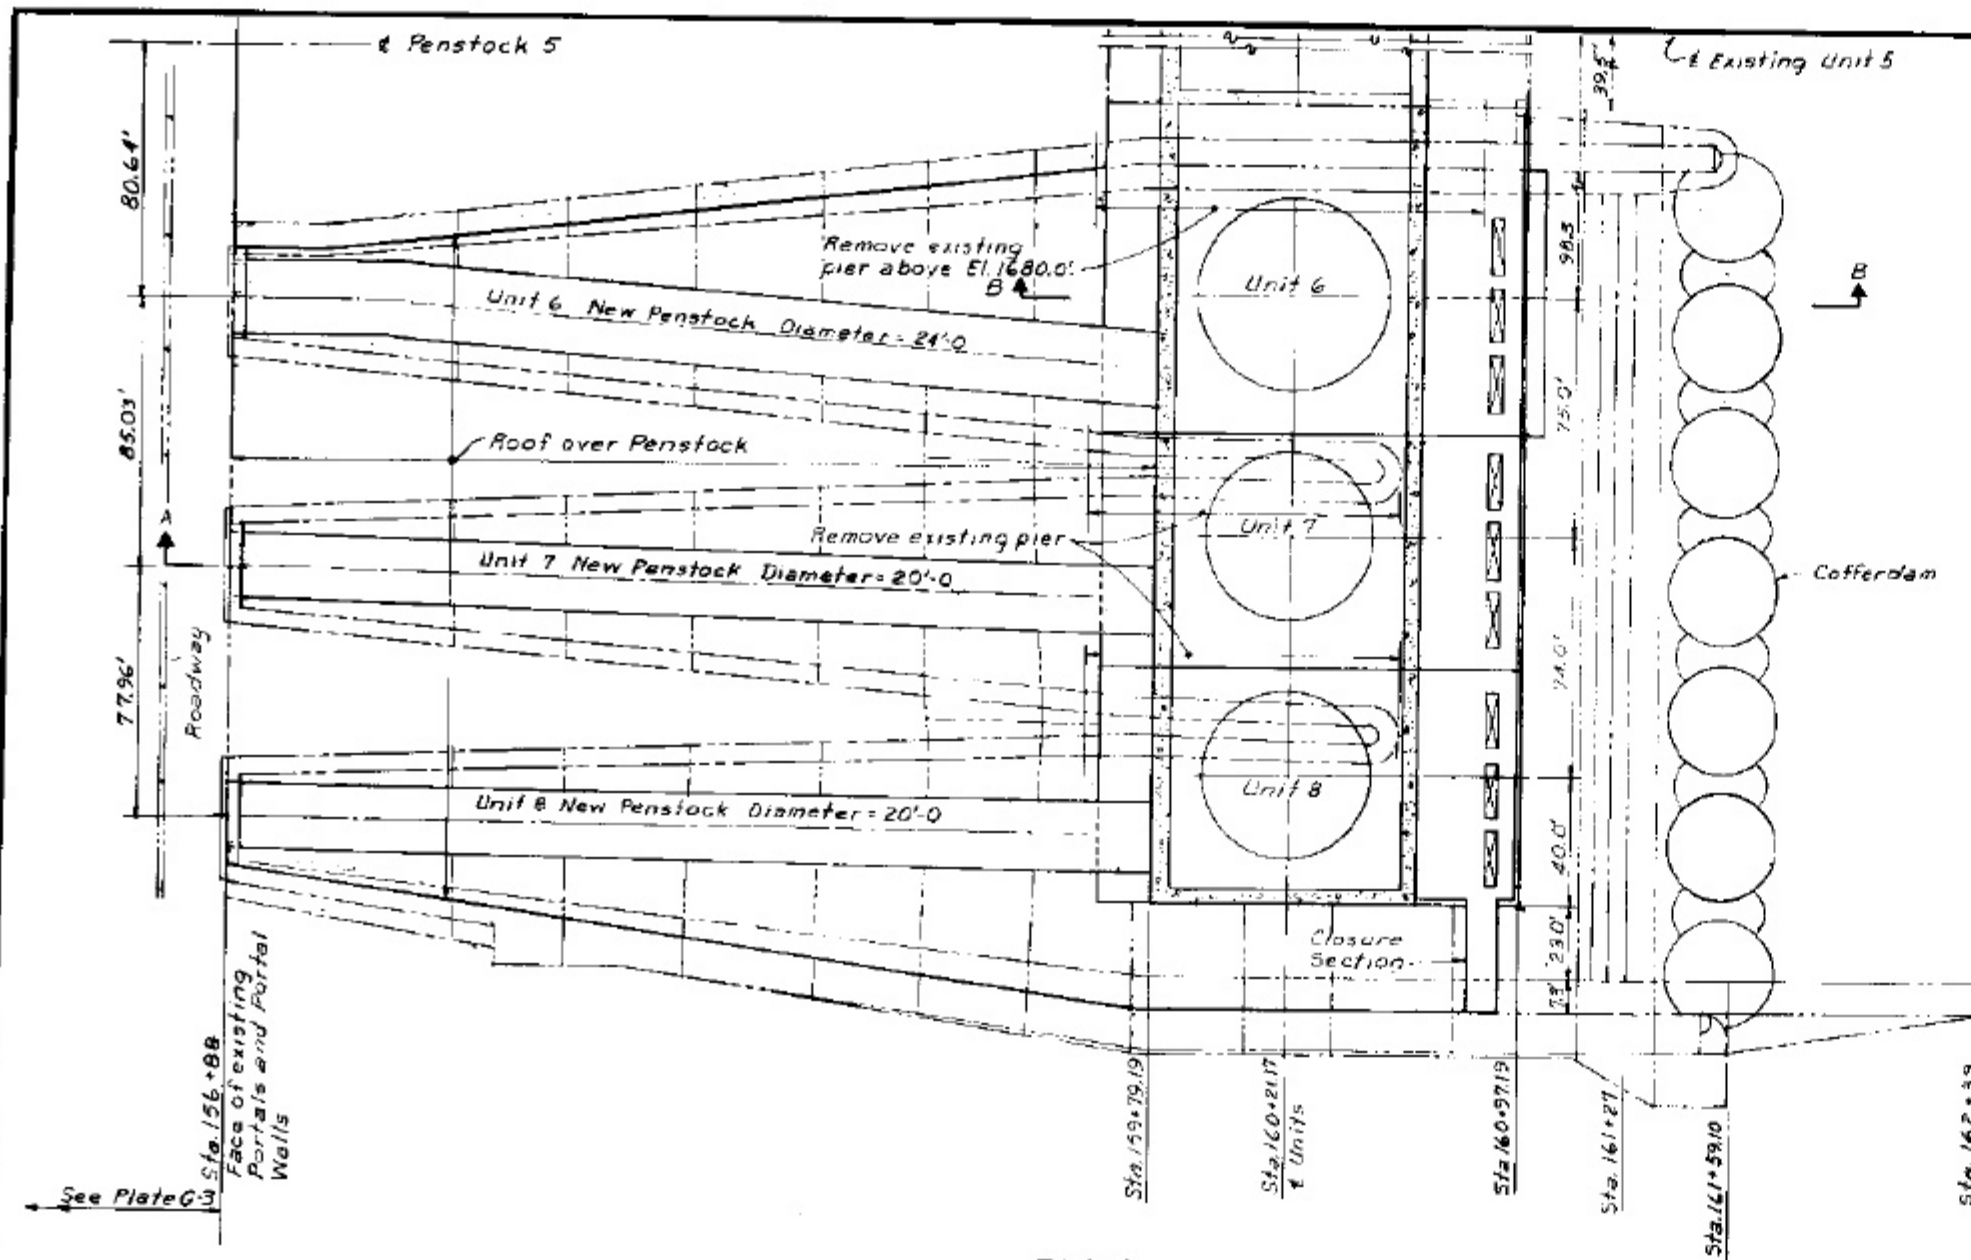 ℄ Penstock 5
℄ Existing Unit 5
39.5'
80.64'
98.3
Remove existing
pier above El. 1680.0'
B
B
Unit 6
Unit 6 New Penstock Diameter = 24'-0
85.03'
75.0'
Roof over Penstock
A
Remove existing pier
Unit 7
Unit 7 New Penstock Diameter = 20'-0
Cofferdam
77.96'
Roadway
74.0'
Unit 8 New Penstock Diameter = 20'-0
Unit 8
40.0'
23.0'
Closure
Section
Sta. 156+88
Face of existing
Portals and Portal
Walls
Sta. 159+79.19
Sta. 160+21.17
℄ Units
Sta 160+97.19
Sta. 161+27
Sta. 161+59.10
Sta. 162+39
See Plate G-3